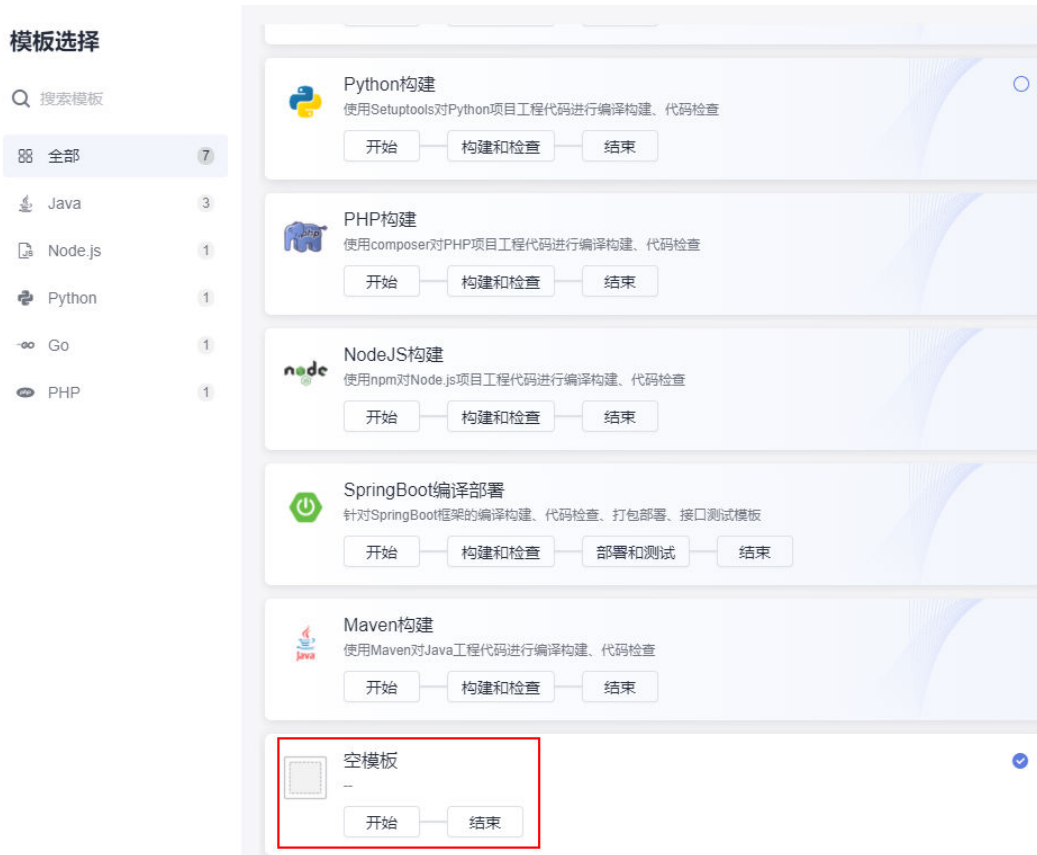 模板选择
搜索模板
全部 7
Java 3
Node.js 1
Python 1
Go 1
PHP 1
Python构建
使用Setuptools对Python项目工程代码进行编译构建、代码检查
开始 构建和检查 结束
php
PHP构建
使用composer对PHP项目工程代码进行编译构建、代码检查
开始 构建和检查 结束
node
NodeJS构建
使用npm对Node.js项目工程代码进行编译构建、代码检查
开始 构建和检查 结束
SpringBoot编译部署
针对SpringBoot框架的编译构建、代码检查、打包部署、接口测试模板
开始 构建和检查 部署和测试 结束
java
Maven构建
使用Maven对Java工程代码进行编译构建、代码检查
开始 构建和检查 结束
空模板
--
开始 结束